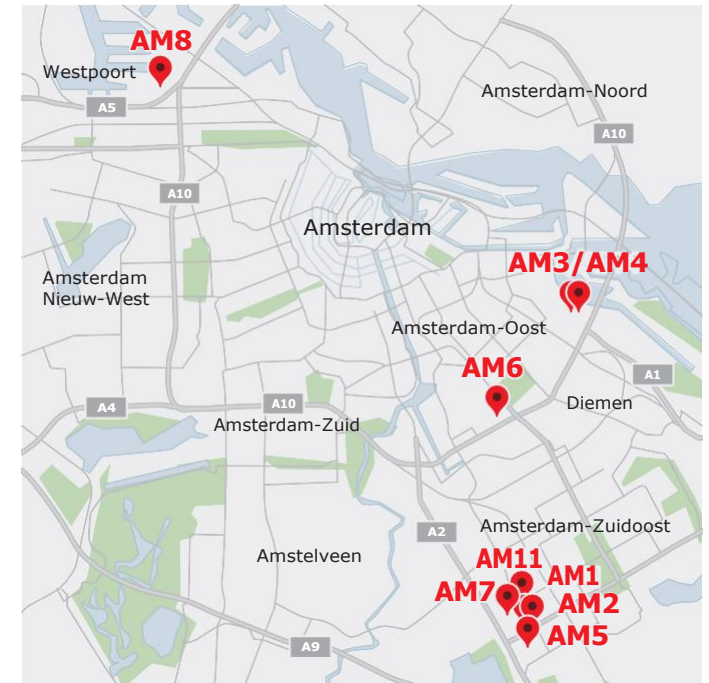 AM8
Westpoort
Amsterdam-Noord
A5
A10
A10
Amsterdam
AM3/AM4
Amsterdam
Nieuw-West
Amsterdam-Oost
AM6
A1
A4
A10
Diemen
Amsterdam-Zuid
Amsterdam-Zuidoost
A2
Amstelveen
AM11
AM1
AM7
AM2
AM5
A9